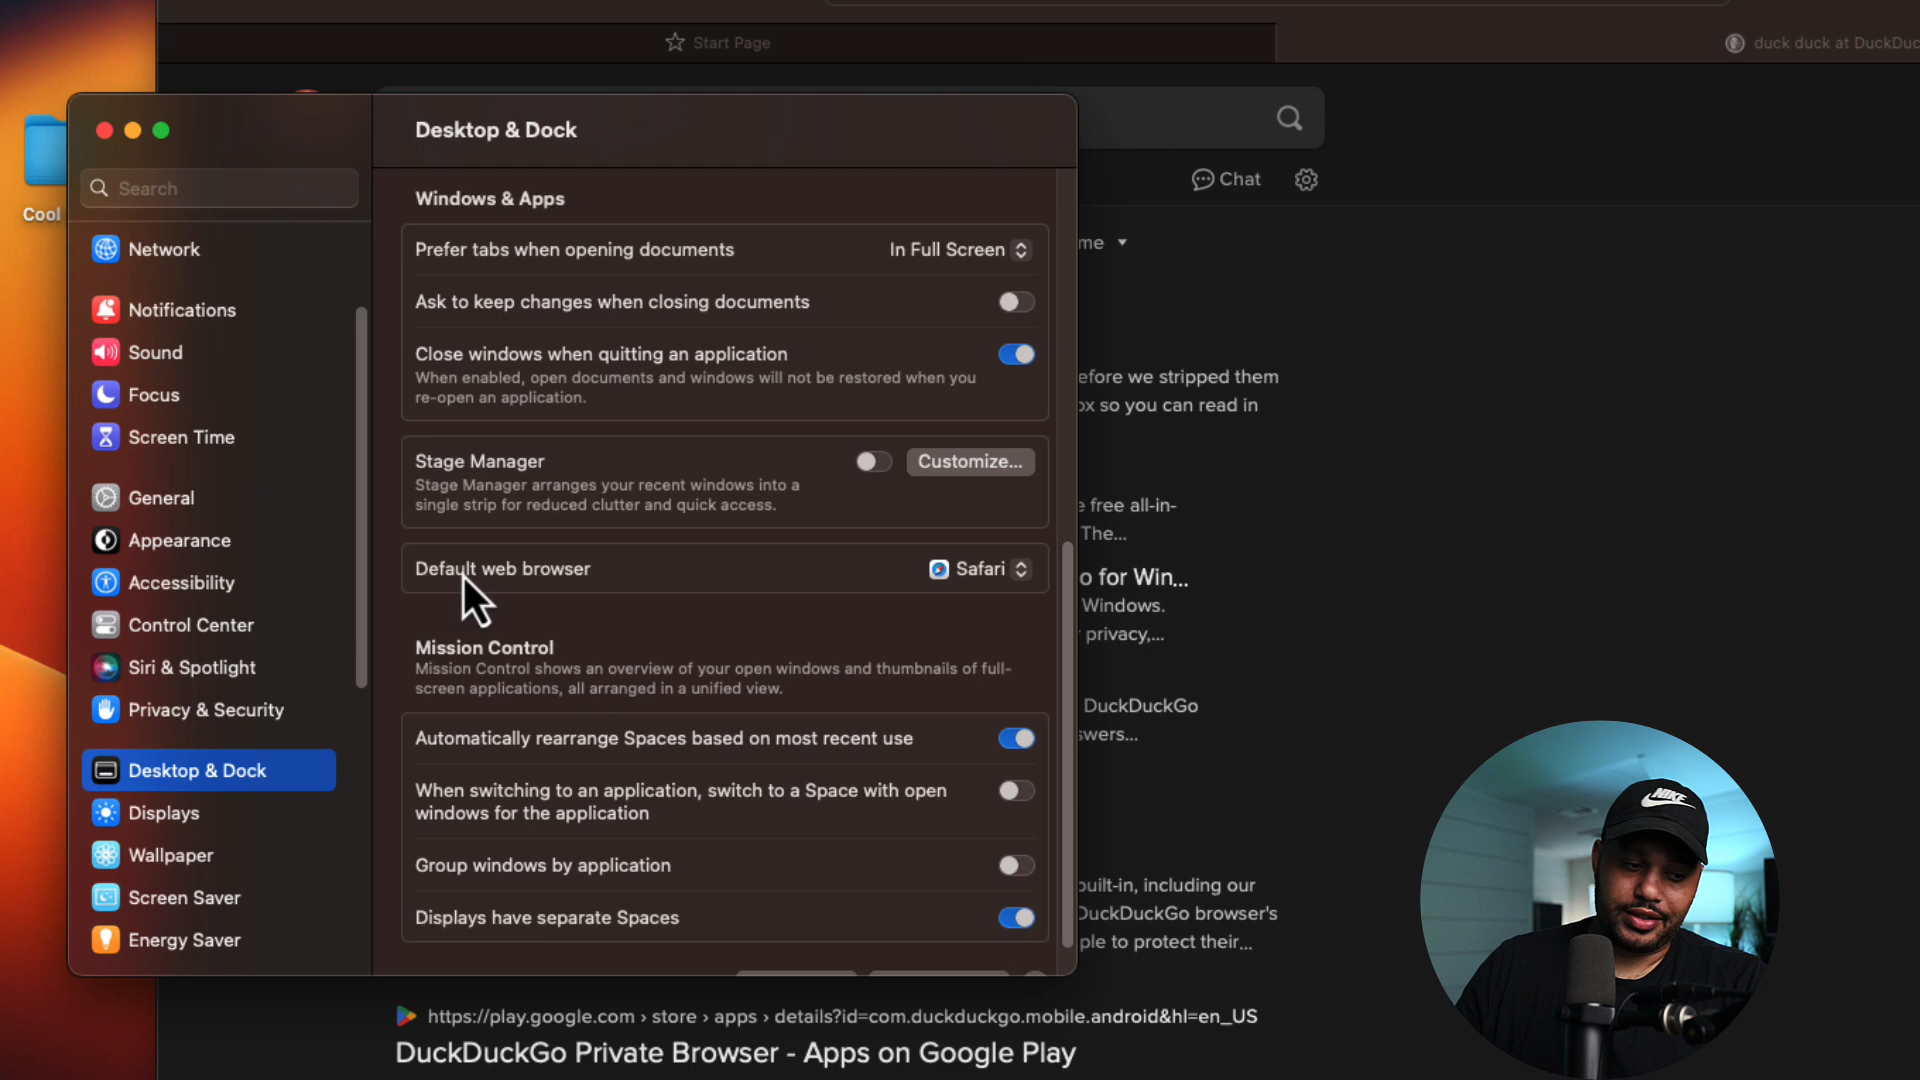 Start Page
duck duck at DuckDuc
Cool
Desktop & Dock
Search
Network
Notifications
Sound
Focus
Screen Time
General
Appearance
Accessibility
Control Center
Siri & Spotlight
Privacy & Security
Desktop & Dock
Displays
Wallpaper
Screen Saver
Energy Saver
Windows & Apps
Prefer tabs when opening documents
In Full Screen
Ask to keep changes when closing documents
Close windows when quitting an application
When enabled, open documents and windows will not be restored when you
re-open an application.
Stage Manager
Customize...
Stage Manager arranges your recent windows into a
single strip for reduced clutter and quick access.
Default web browser
Safari
Mission Control
Mission Control shows an overview of your open windows and thumbnails of full-
screen applications, all arranged in a unified view.
Automatically rearrange Spaces based on most recent use
When switching to an application, switch to a Space with open
windows for the application
Group windows by application
Displays have separate Spaces
Chat
me
efore we stripped them
ox so you can read in
e free all-in-
The...
o for Win...
Windows.
privacy,...
DuckDuckGo
swers...
built-in, including our
DuckDuckGo browser's
ple to protect their...
https://play.google.com › store › apps › details?id=com.duckduckgo.mobile.android&hl=en_US
DuckDuckGo Private Browser - Apps on Google Play
NIKE